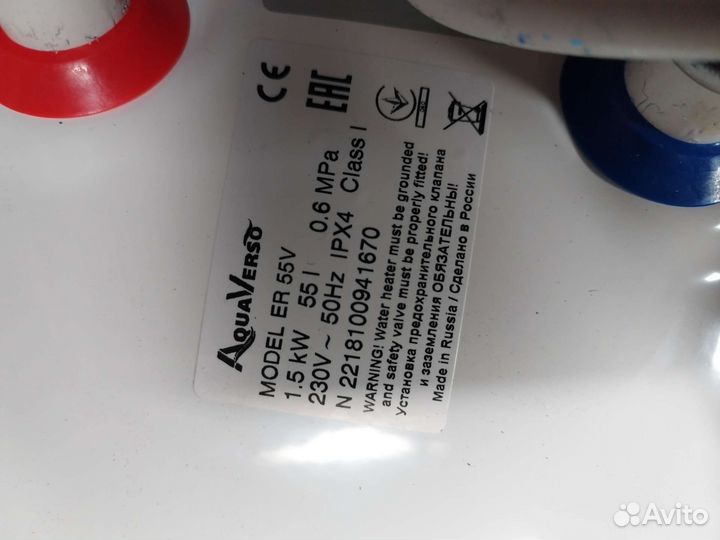 AQUAVERSO
CE EAC
MODEL ER 55V
1.5 kW 55 l 0.6 MPa
230V ~ 50Hz IPX4 Class I
N 2218100941670
WARNING! Water heater must be grounded
and safety valve must be properly fitted!
Установка предохранительного клапана
и заземления ОБЯЗАТЕЛЬНЫ!
Made in Russia / Сделано в России
Avito